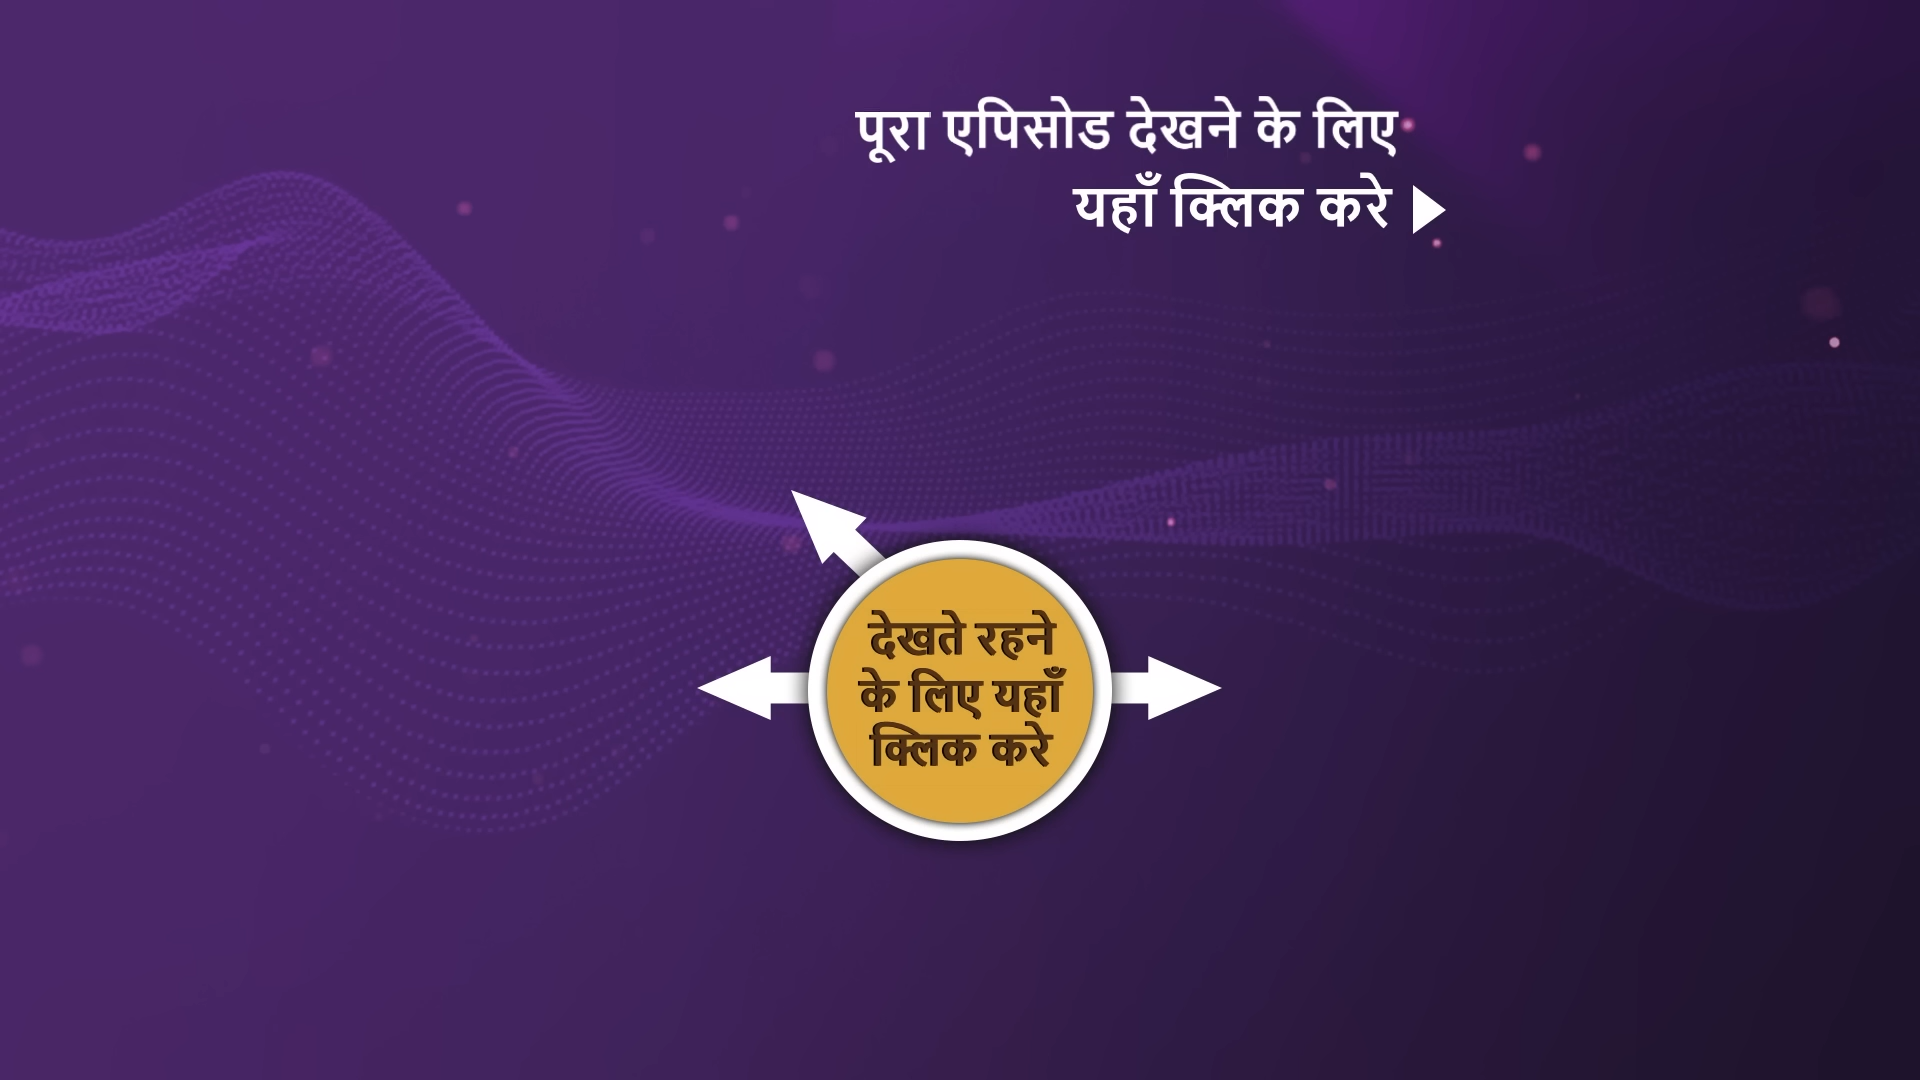 पूरा एपिसोड देखने के लिए
यहाँ क्लिक करे
देखते रहने
के लिए यहाँ
क्लिक करे